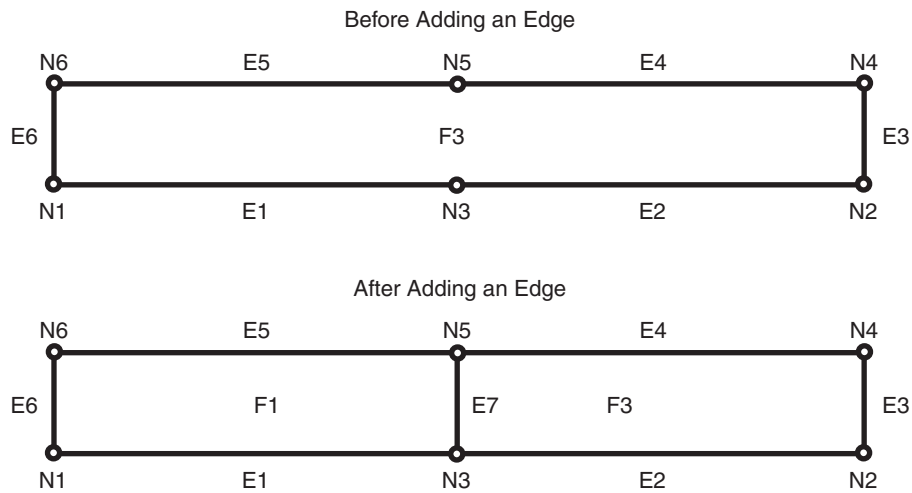 Before Adding an Edge
N6 E5 N5 E4 N4
E6 F3 E3
N1 E1 N3 E2 N2
After Adding an Edge
N6 E5 N5 E4 N4
E6 F1 E7 F3 E3
N1 E1 N3 E2 N2